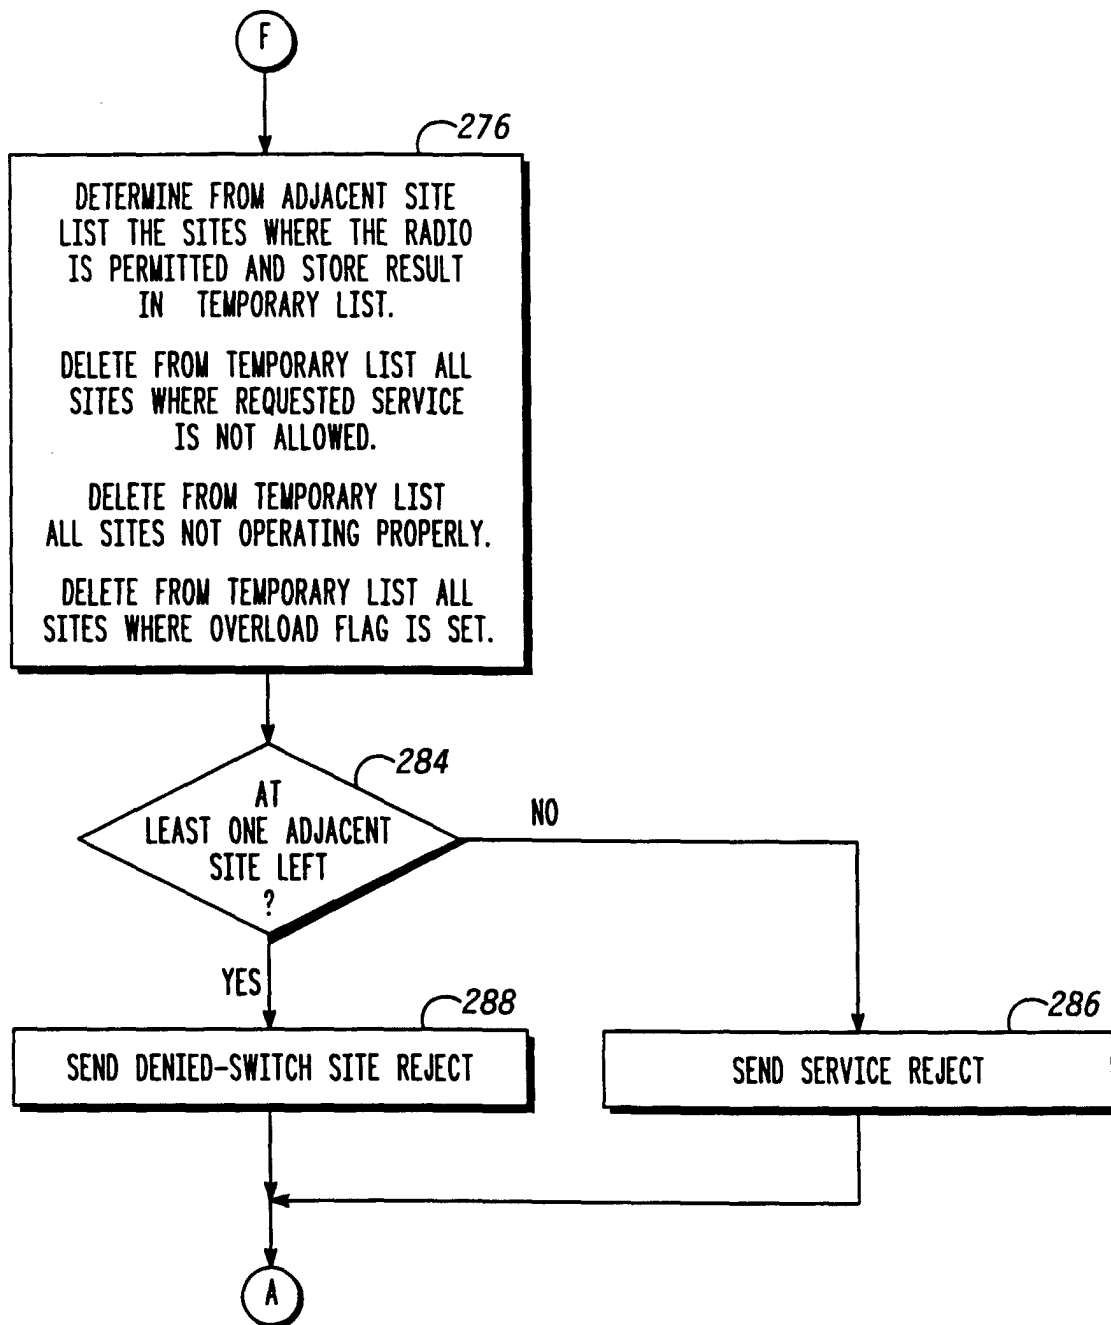 F
276
DETERMINE FROM ADJACENT SITE
LIST THE SITES WHERE THE RADIO
IS PERMITTED AND STORE RESULT
IN TEMPORARY LIST.
DELETE FROM TEMPORARY LIST ALL
SITES WHERE REQUESTED SERVICE
IS NOT ALLOWED.
DELETE FROM TEMPORARY LIST
ALL SITES NOT OPERATING PROPERLY.
DELETE FROM TEMPORARY LIST ALL
SITES WHERE OVERLOAD FLAG IS SET.
284
AT
LEAST ONE ADJACENT
SITE LEFT
?
NO
YES
288
SEND DENIED-SWITCH SITE REJECT
286
SEND SERVICE REJECT
A